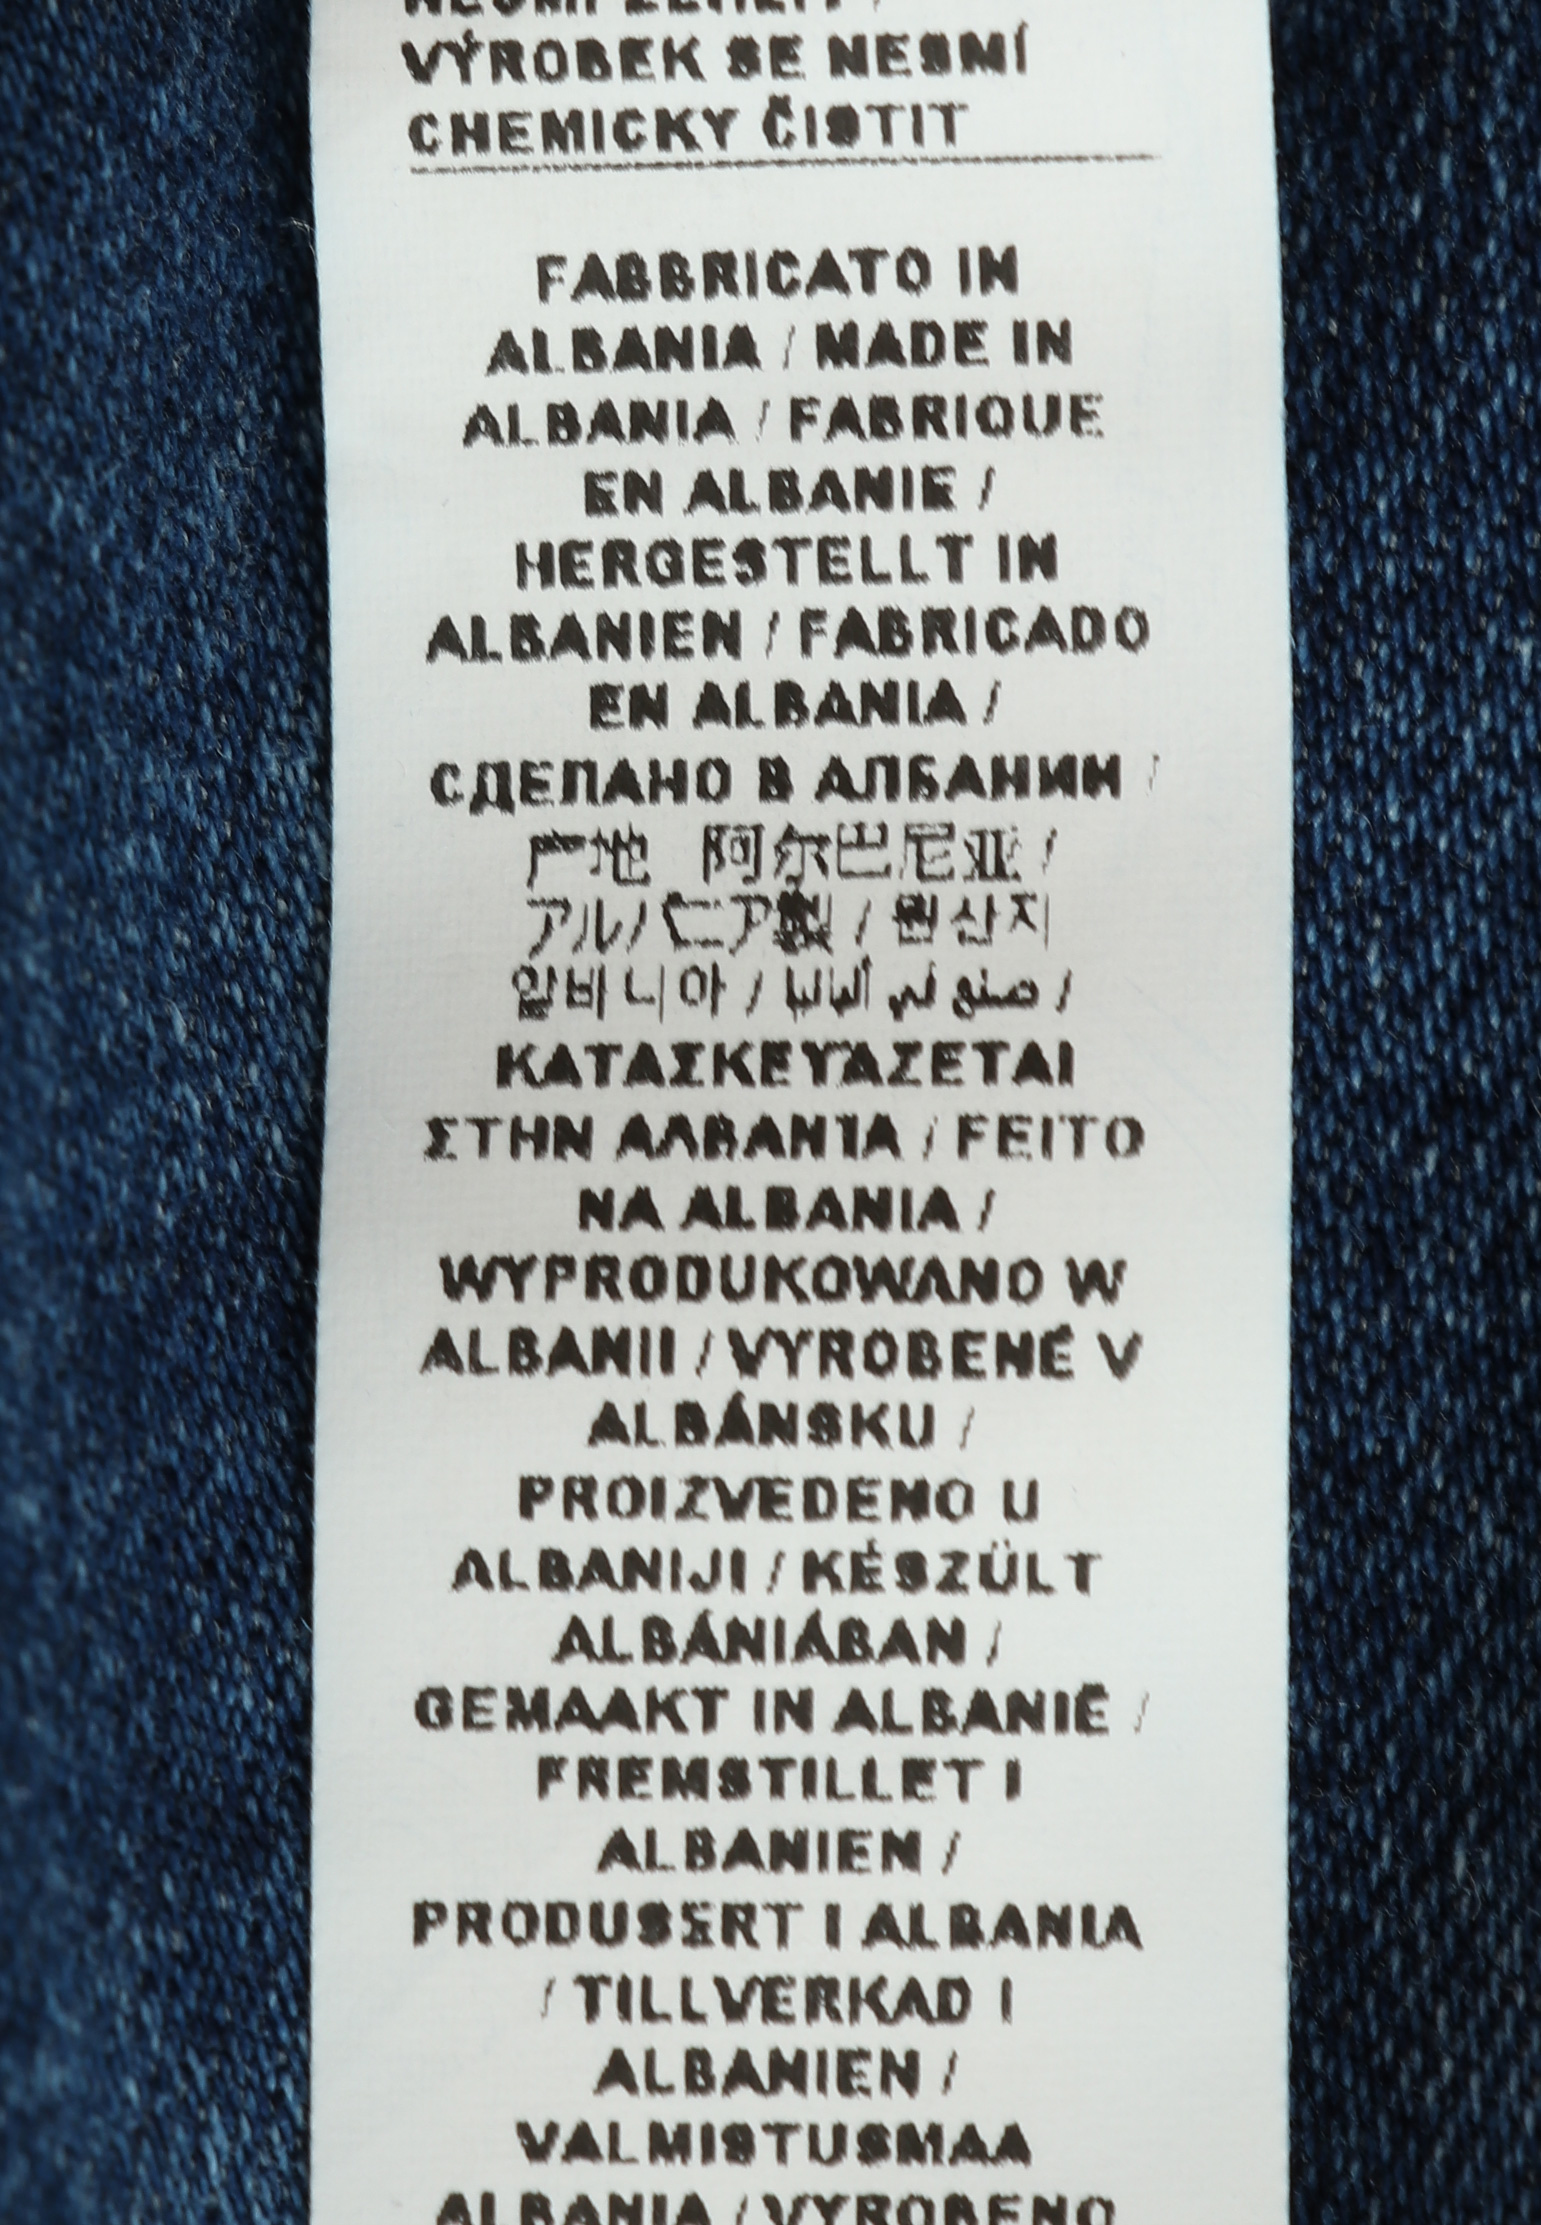 VÝROBEK SE NESMÍ
CHEMICKY ČISTIT
FABBRICATO IN
ALBANIA / MADE IN
ALBANIA / FABRIQUE
EN ALBANIE /
HERGESTELLT IN
ALBANIEN / FABRICADO
EN ALBANIA /
СДЕЛАНО В АЛБАНИИ /
产地 阿尔巴尼亚 /
アルバニア製 / 원산지
알바니아 / صنع في ألبانيا /
ΚΑΤΑΣΚΕΥΑΖΕΤΑΙ
ΣΤΗΝ ΑΛΒΑΝΊΑ / FEITO
NA ALBANIA /
WYPRODUKOWANO W
ALBANII / VYROBENÉ V
ALBÁNSKU /
PROIZVEDENO U
ALBANIJI / KÉSZÜLT
ALBÁNIÁBAN /
GEMAAKT IN ALBANIË /
FREMSTILLET I
ALBANIEN /
PRODUSERT I ALBANIA
/ TILLVERKAD I
ALBANIEN /
VALMISTUSMAA
ALBANIA / VYROBENO